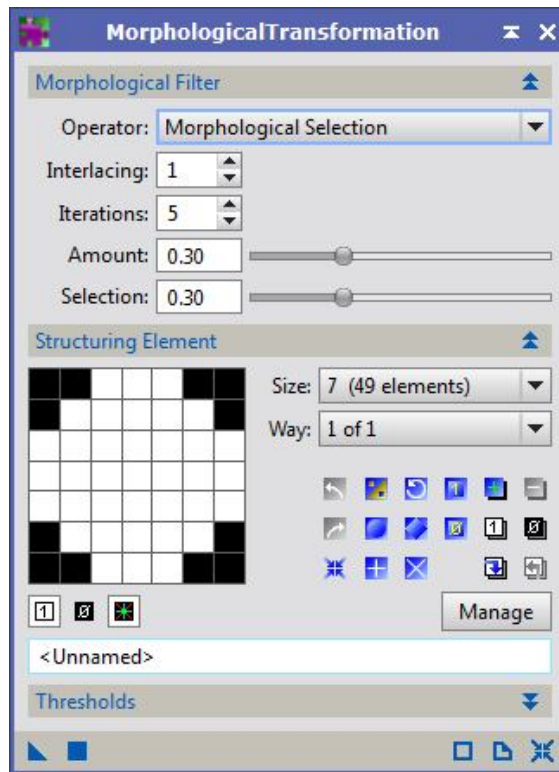 MorphologicalTransformation
Morphological Filter
Operator: Morphological Selection
Interlacing: 1
Iterations: 5
Amount: 0.30
Selection: 0.30
Structuring Element
Size: 7 (49 elements)
Way: 1 of 1
Manage
<Unnamed>
Thresholds